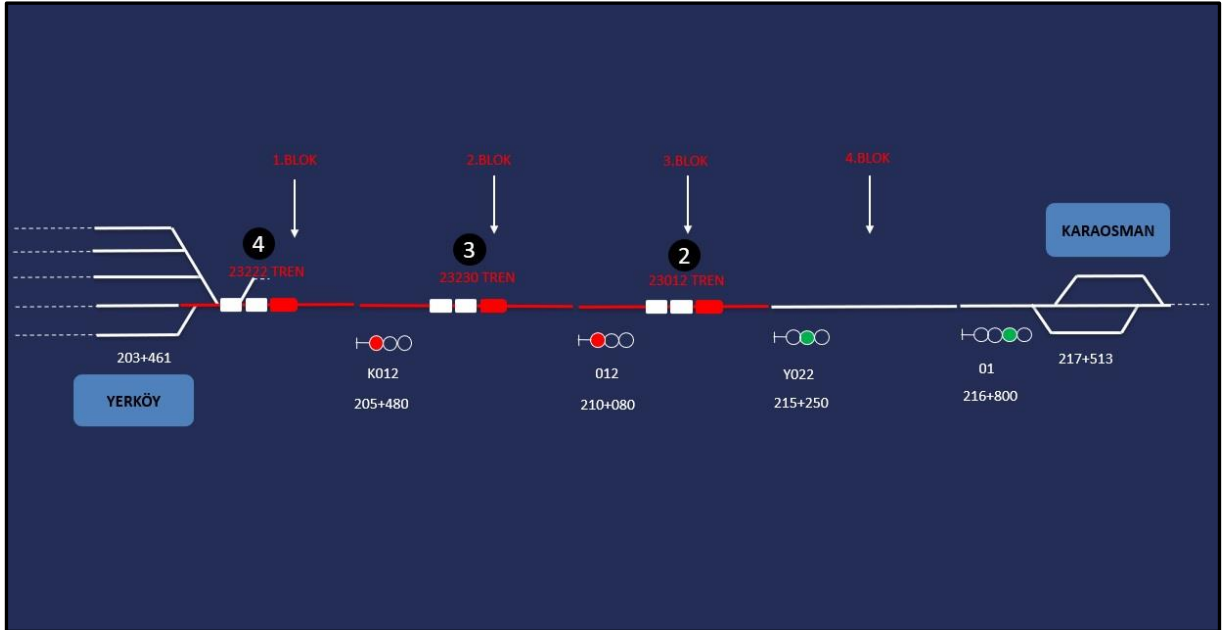 1.BLOK
2.BLOK
3.BLOK
4.BLOK
KARAOSMAN
4
3
2
23222 TREN
23230 TREN
23012 TREN
203+461
YERKÖY
K012
205+480
012
210+080
Y022
215+250
01
216+800
217+513